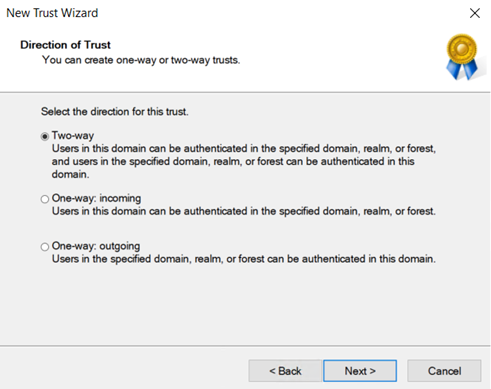 New Trust Wizard
Direction of Trust
You can create one-way or two-way trusts.
Select the direction for this trust.
Two-way
Users in this domain can be authenticated in the specified domain, realm, or forest,
and users in the specified domain, realm, or forest can be authenticated in this
domain.
One-way: incoming
Users in this domain can be authenticated in the specified domain, realm, or forest.
One-way: outgoing
Users in the specified domain, realm, or forest can be authenticated in this domain.
< Back Next > Cancel